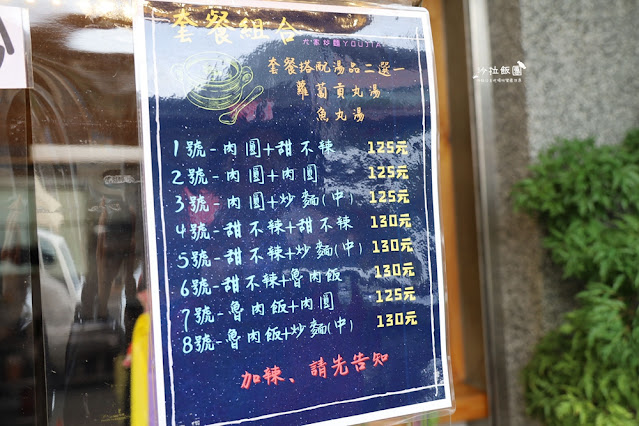 套餐組合
尤家炒麵YOUJIA
套餐搭配湯品二選一
蘿蔔貢丸湯
魚丸湯
1號-肉圓+甜不辣 125元
2號-肉圓+肉圓 125元
3號-肉圓+炒麵(中) 125元
4號-甜不辣+甜不辣 130元
5號-甜不辣+炒麵(中) 130元
6號-甜不辣+魯肉飯 130元
7號-魯肉飯+肉圓 125元
8號-魯肉飯+炒麵(中) 130元
加辣、請先告知
沙拉飯團